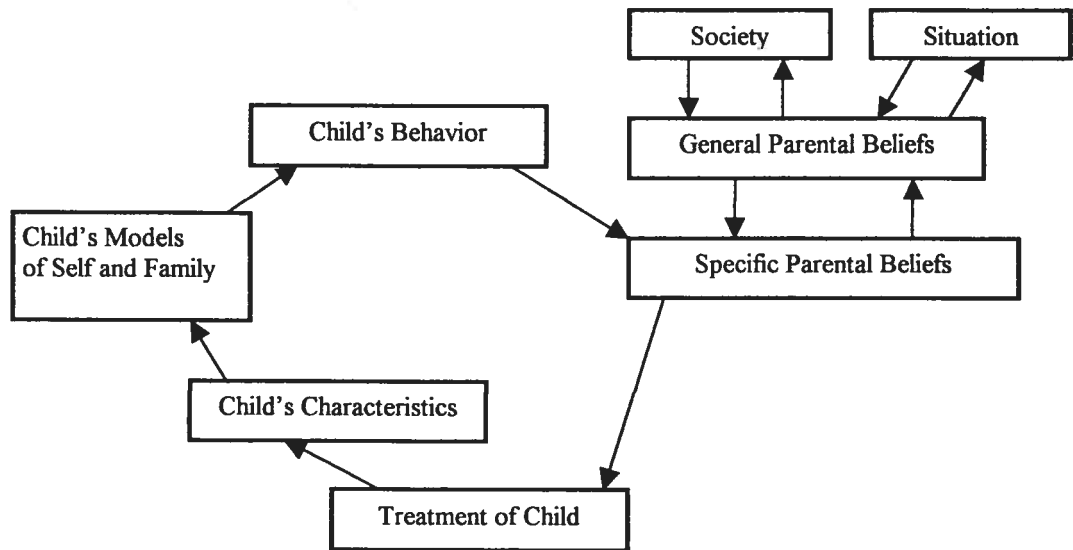 Society
Situation
Child's Behavior
General Parental Beliefs
Child's Models
of Self and Family
Specific Parental Beliefs
Child's Characteristics
Treatment of Child